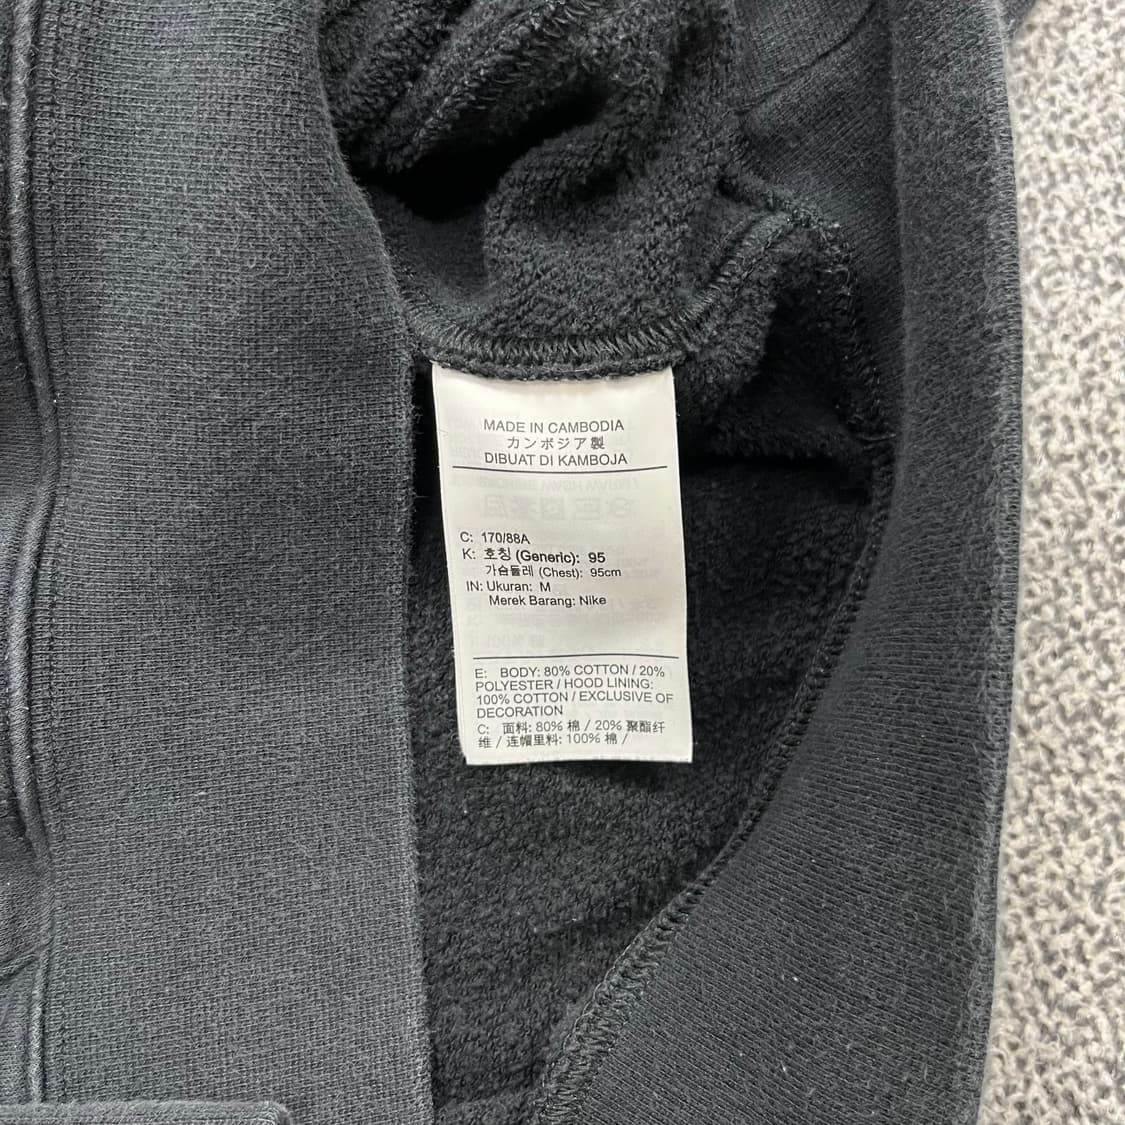 MADE IN CAMBODIA
カンボジア製
DIBUAT DI KAMBOJA
C: 170/88A
K: 호칭 (Generic): 95
가슴둘레 (Chest): 95cm
IN: Ukuran: M
Merek Barang: Nike
E: BODY: 80% COTTON / 20%
POLYESTER / HOOD LINING:
100% COTTON / EXCLUSIVE OF
DECORATION
C: 面料: 80% 棉 / 20% 聚酯纤
维 / 连帽里料: 100% 棉 /